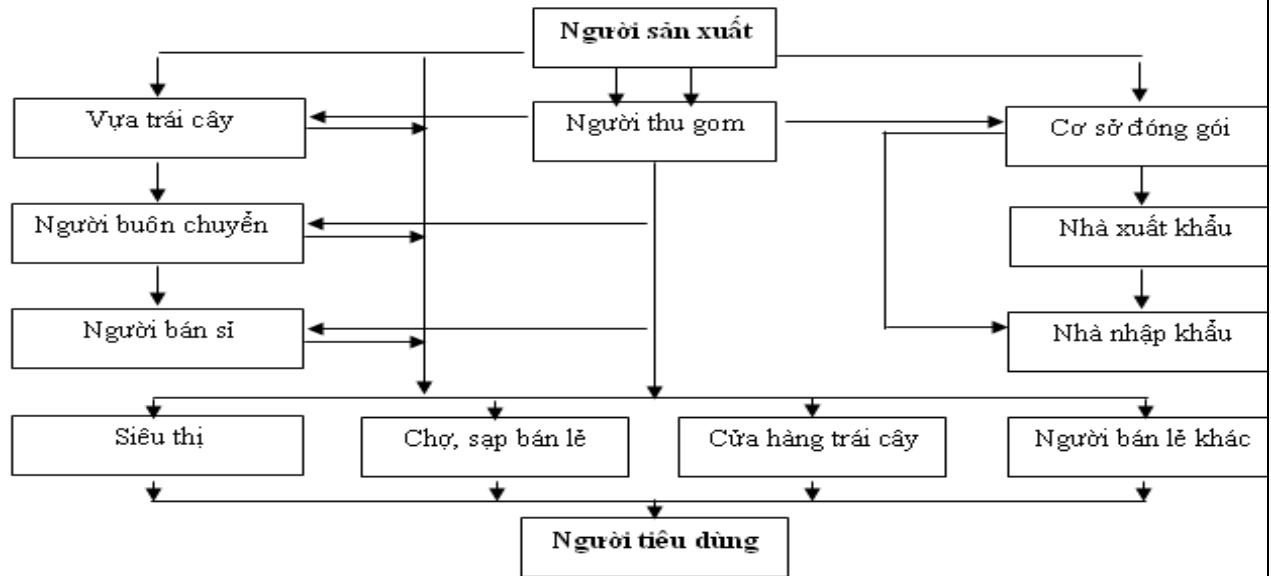 Người sản xuất
Vựa trái cây
Người thu gom
Cơ sở đóng gói
Người buôn chuyển
Nhà xuất khẩu
Người bán sỉ
Nhà nhập khẩu
Siêu thị
Chợ, sạp bán lẻ
Cửa hàng trái cây
Người bán lẻ khác
Người tiêu dùng